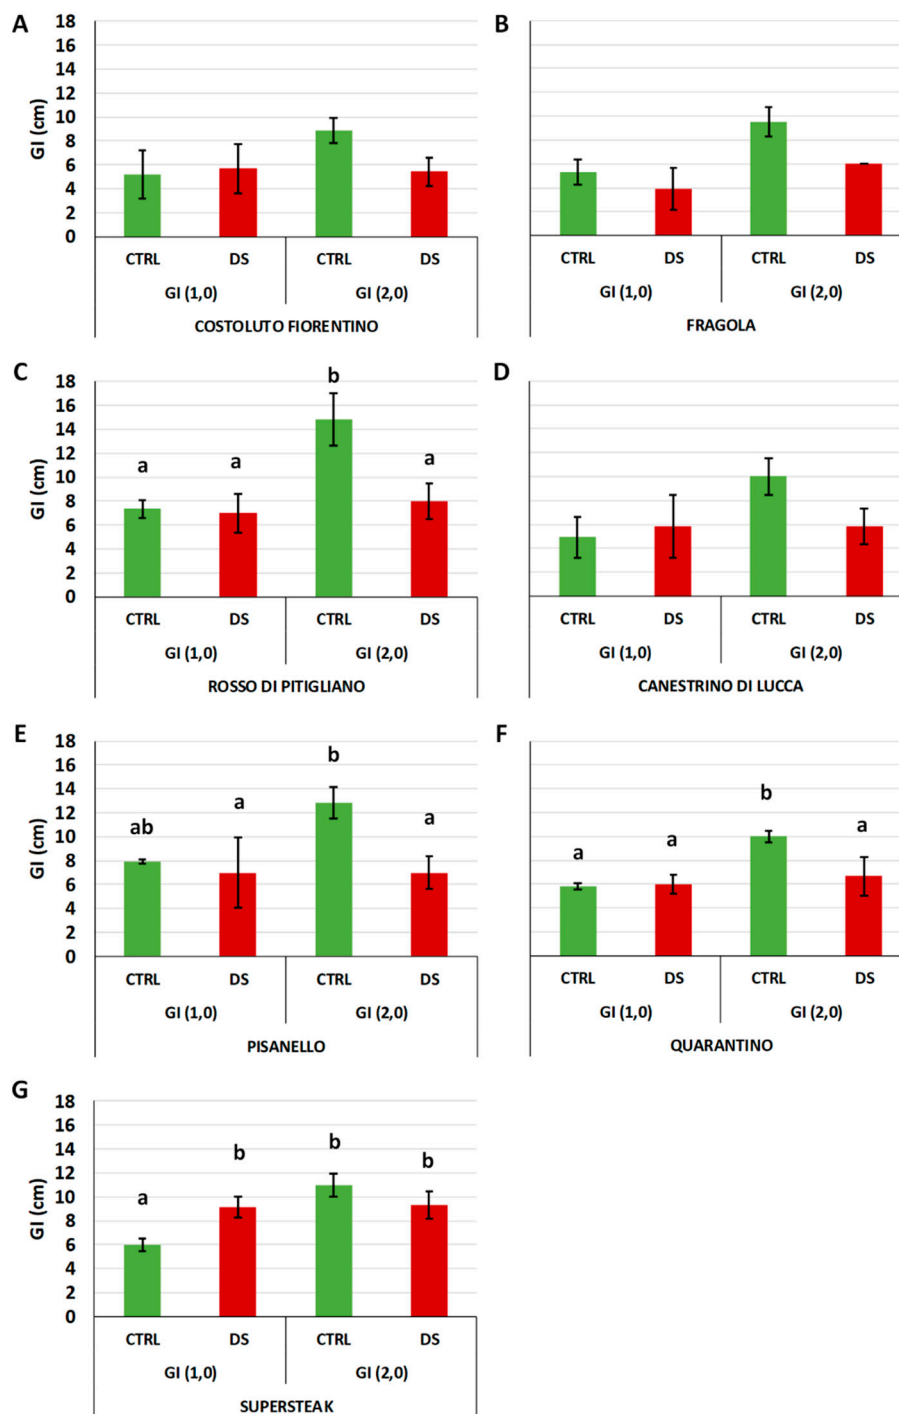 A
18
16
14
12
10
8
6
4
2
0
GI (cm)
CTRL DS CTRL DS
GI (1,0) GI (2,0)
COSTOLUTO FIORENTINO
B
CTRL DS CTRL DS
GI (1,0) GI (2,0)
FRAGOLA
C
18
16
14
12
10
8
6
4
2
0
GI (cm)
a a b a
CTRL DS CTRL DS
GI (1,0) GI (2,0)
ROSSO DI PITIGLIANO
D
CTRL DS CTRL DS
GI (1,0) GI (2,0)
CANESTRINO DI LUCCA
E
18
16
14
12
10
8
6
4
2
0
GI (cm)
ab a b a
CTRL DS CTRL DS
GI (1,0) GI (2,0)
PISANELLO
F
a a b a
CTRL DS CTRL DS
GI (1,0) GI (2,0)
QUARANTINO
G
18
16
14
12
10
8
6
4
2
0
GI (cm)
a b b b
CTRL DS CTRL DS
GI (1,0) GI (2,0)
SUPERSTEAK